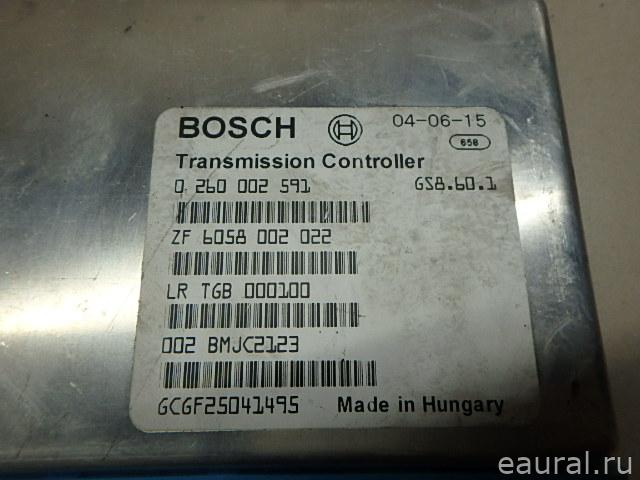 BOSCH 04-06-15
658
Transmission Controller
0 260 002 591 GS8.60.1
ZF 6058 002 022
LR TGB 000100
002 BMJC2123
GCGF25041495 Made in Hungary
eaural.ru